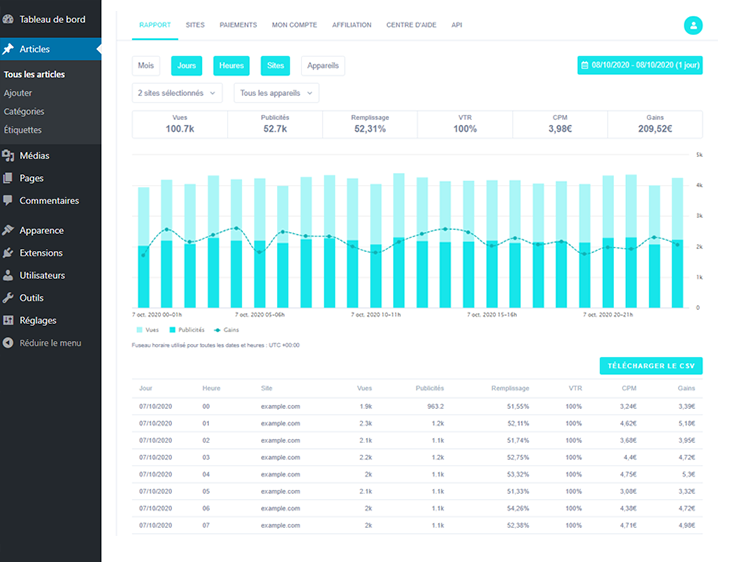 Tableau de bord
Articles
Tous les articles
Ajouter
Catégories
Étiquettes
Médias
Pages
Commentaires
Apparence
Extensions
Utilisateurs
Outils
Réglages
Réduire le menu
RAPPORT SITES PAIEMENTS MON COMPTE AFFILIATION CENTRE D'AIDE API
Mois Jours Heures Sites Appareils 08/10/2020 - 08/10/2020 (1 jour)
2 sites sélectionnés Tous les appareils
Vues Publicités Remplissage VTR CPM Gains
100.7k 52.7k 52,31% 100% 3,98€ 209,52€
5k
4k
3k
2k
1k
0
7 oct. 2020 00–01h 7 oct. 2020 05–06h 7 oct. 2020 10–11h 7 oct. 2020 15–16h 7 oct. 2020 20–21h
Vues Publicités Gains
Fuseau horaire utilisé pour toutes les dates et heures : UTC +00:00
TÉLÉCHARGER LE CSV
Jour Heure Site Vues Publicités Remplissage VTR CPM Gains
07/10/2020 00 example.com 1.9k 963.2 51,55% 100% 3,24€ 3,39€
07/10/2020 01 example.com 2.3k 1.2k 52,11% 100% 4,62€ 5,18€
07/10/2020 02 example.com 2.1k 1.1k 51,74% 100% 3,68€ 3,95€
07/10/2020 03 example.com 2.2k 1.2k 52,75% 100% 4,4€ 4,72€
07/10/2020 04 example.com 2k 1.1k 53,32% 100% 4,75€ 5,3€
07/10/2020 05 example.com 2.1k 1.1k 51,33% 100% 3,08€ 3,32€
07/10/2020 06 example.com 2k 1.1k 54,26% 100% 4,38€ 4,72€
07/10/2020 07 example.com 2k 1.1k 52,38% 100% 4,71€ 4,98€